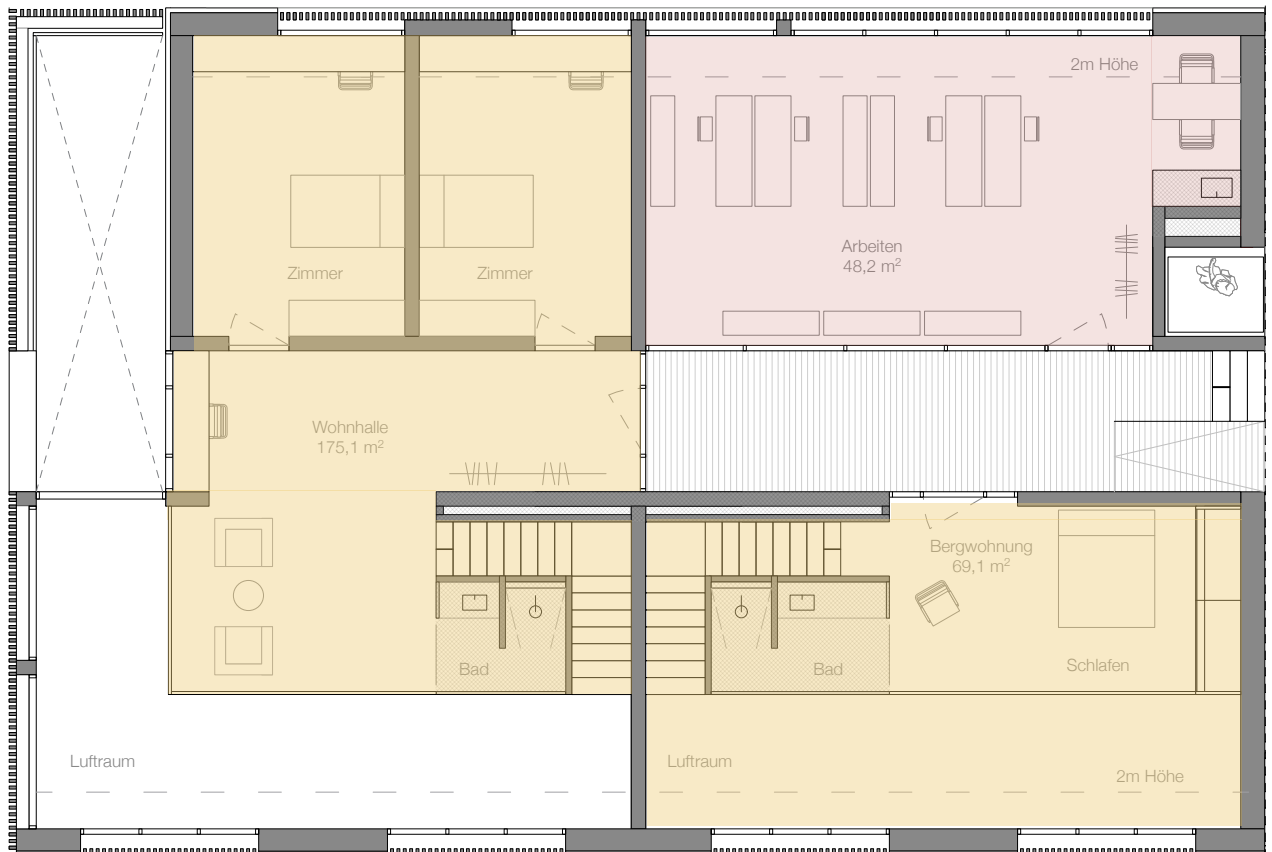 2m Höhe
Arbeiten
48,2 m²
Zimmer
Zimmer
Wohnhalle
175,1 m²
Bergwohnung
69,1 m²
Bad
Bad
Schlafen
Luftraum
Luftraum
2m Höhe